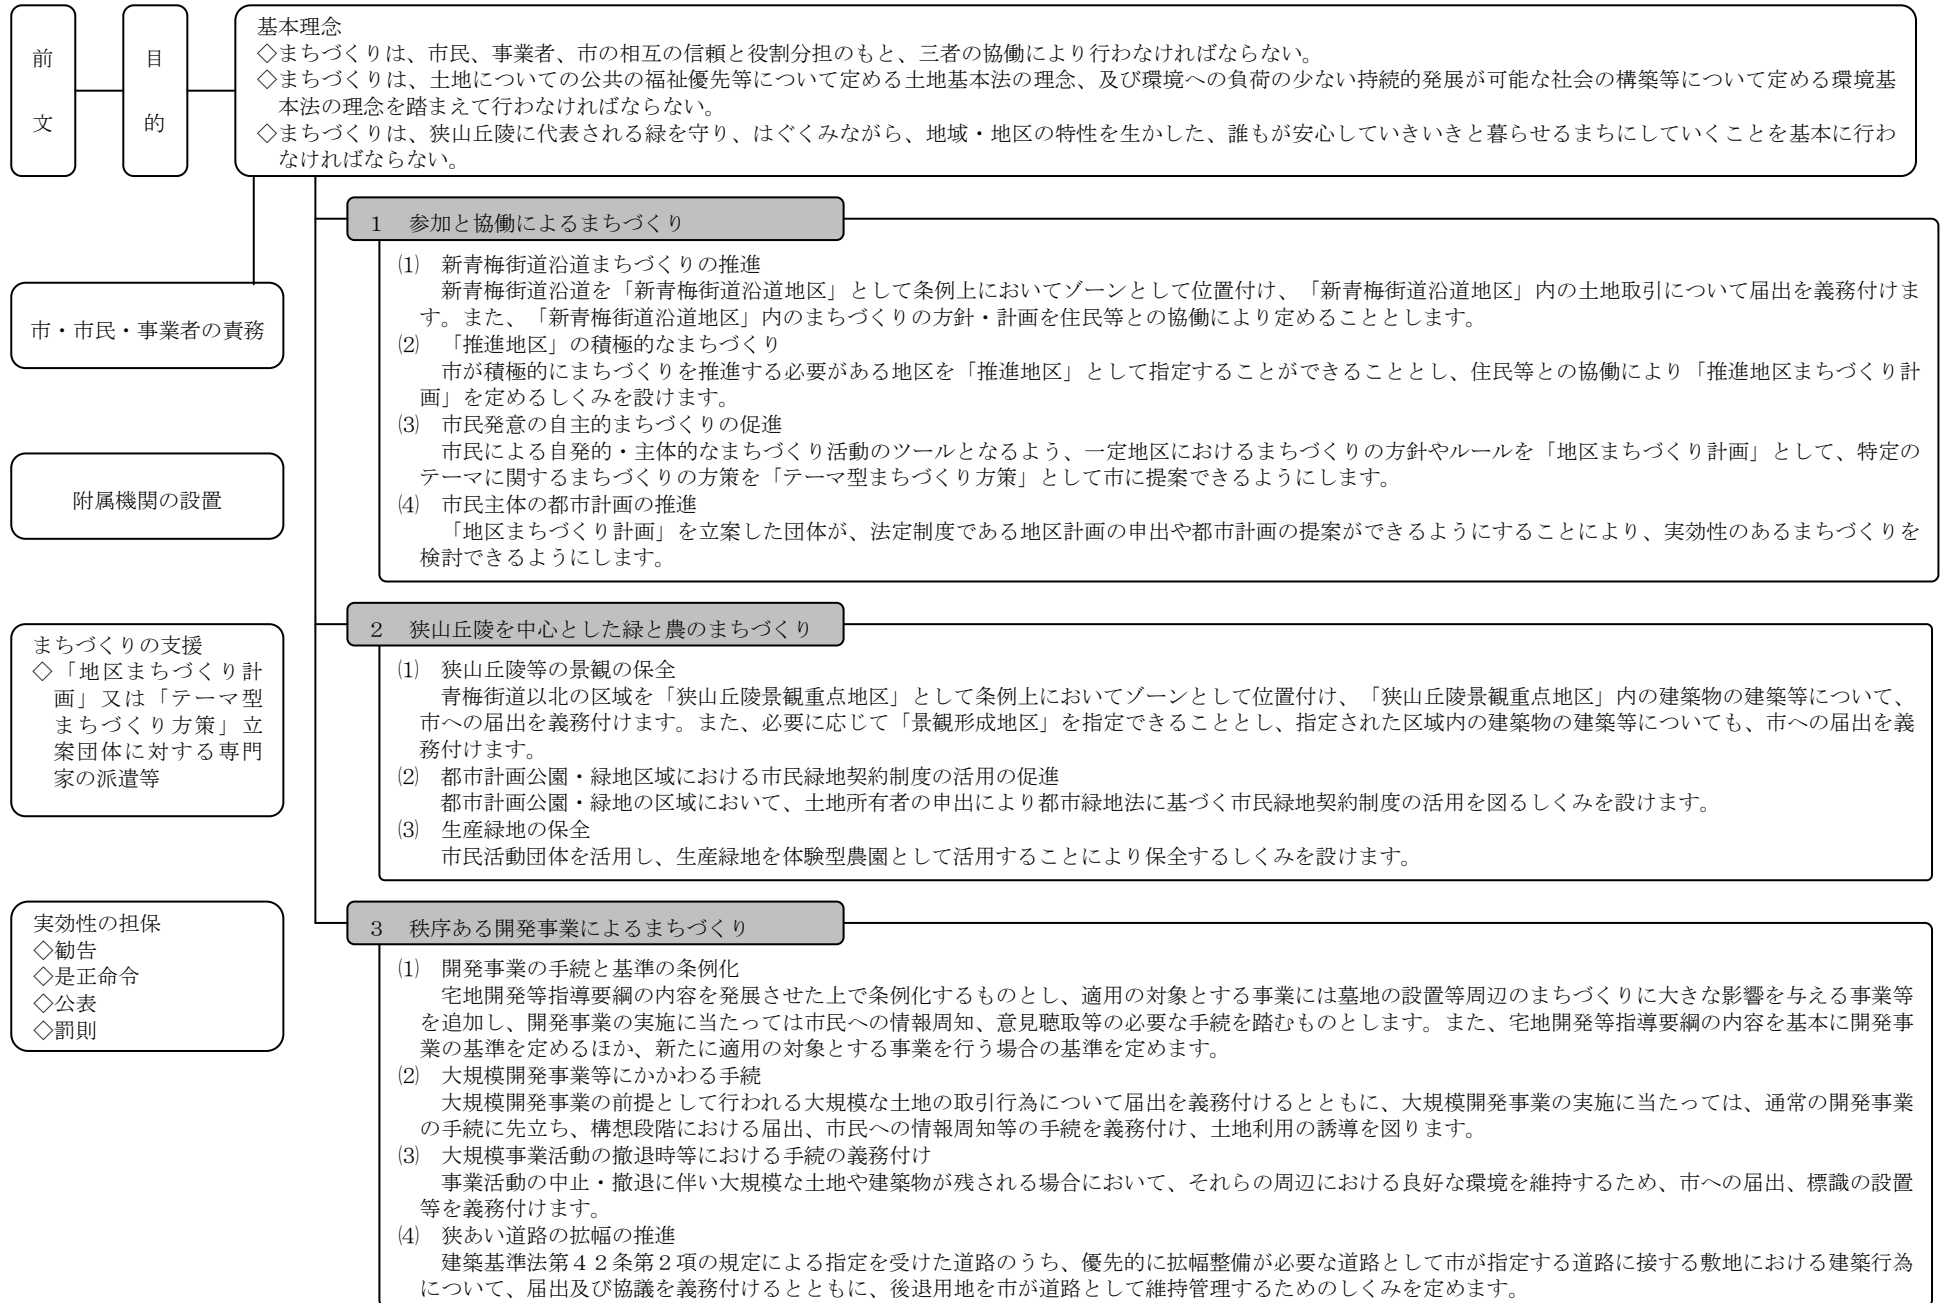 前
文
目
的
基本理念
◇まちづくりは、市民、事業者、市の相互の信頼と役割分担のもと、三者の協働により行わなければならない。
◇まちづくりは、土地についての公共の福祉優先等について定める土地基本法の理念、及び環境への負荷の少ない持続的発展が可能な社会の構築等について定める環境基
本法の理念を踏まえて行わなければならない。
◇まちづくりは、狭山丘陵に代表される緑を守り、はぐくみながら、地域・地区の特性を生かした、誰もが安心していきいきと暮らせるまちにしていくことを基本に行わ
なければならない。
市・市民・事業者の責務
附属機関の設置
まちづくりの支援
◇「地区まちづくり計
画」又は「テーマ型
まちづくり方策」立
案団体に対する専門
家の派遣等
実効性の担保
◇勧告
◇是正命令
◇公表
◇罰則
1 参加と協働によるまちづくり
⑴ 新青梅街道沿道まちづくりの推進
新青梅街道沿道を「新青梅街道沿道地区」として条例上においてゾーンとして位置付け、「新青梅街道沿道地区」内の土地取引について届出を義務付けま
す。また、「新青梅街道沿道地区」内のまちづくりの方針・計画を住民等との協働により定めることとします。
⑵ 「推進地区」の積極的なまちづくり
市が積極的にまちづくりを推進する必要がある地区を「推進地区」として指定することができることとし、住民等との協働により「推進地区まちづくり計
画」を定めるしくみを設けます。
⑶ 市民発意の自主的まちづくりの促進
市民による自発的・主体的なまちづくり活動のツールとなるよう、一定地区におけるまちづくりの方針やルールを「地区まちづくり計画」として、特定の
テーマに関するまちづくりの方策を「テーマ型まちづくり方策」として市に提案できるようにします。
⑷ 市民主体の都市計画の推進
「地区まちづくり計画」を立案した団体が、法定制度である地区計画の申出や都市計画の提案ができるようにすることにより、実効性のあるまちづくりを
検討できるようにします。
2 狭山丘陵を中心とした緑と農のまちづくり
⑴ 狭山丘陵等の景観の保全
青梅街道以北の区域を「狭山丘陵景観重点地区」として条例上においてゾーンとして位置付け、「狭山丘陵景観重点地区」内の建築物の建築等について、
市への届出を義務付けます。また、必要に応じて「景観形成地区」を指定できることとし、指定された区域内の建築物の建築等についても、市への届出を義
務付けます。
⑵ 都市計画公園・緑地区域における市民緑地契約制度の活用の促進
都市計画公園・緑地の区域において、土地所有者の申出により都市緑地法に基づく市民緑地契約制度の活用を図るしくみを設けます。
⑶ 生産緑地の保全
市民活動団体を活用し、生産緑地を体験型農園として活用することにより保全するしくみを設けます。
3 秩序ある開発事業によるまちづくり
⑴ 開発事業の手続と基準の条例化
宅地開発等指導要綱の内容を発展させた上で条例化するものとし、適用の対象とする事業には墓地の設置等周辺のまちづくりに大きな影響を与える事業等
を追加し、開発事業の実施に当たっては市民への情報周知、意見聴取等の必要な手続を踏むものとします。また、宅地開発等指導要綱の内容を基本に開発事
業の基準を定めるほか、新たに適用の対象とする事業を行う場合の基準を定めます。
⑵ 大規模開発事業等にかかわる手続
大規模開発事業の前提として行われる大規模な土地の取引行為について届出を義務付けるとともに、大規模開発事業の実施に当たっては、通常の開発事業
の手続に先立ち、構想段階における届出、市民への情報周知等の手続を義務付け、土地利用の誘導を図ります。
⑶ 大規模事業活動の撤退時等における手続の義務付け
事業活動の中止・撤退に伴い大規模な土地や建築物が残される場合において、それらの周辺における良好な環境を維持するため、市への届出、標識の設置
等を義務付けます。
⑷ 狭あい道路の拡幅の推進
建築基準法第４２条第２項の規定による指定を受けた道路のうち、優先的に拡幅整備が必要な道路として市が指定する道路に接する敷地における建築行為
について、届出及び協議を義務付けるとともに、後退用地を市が道路として維持管理するためのしくみを定めます。